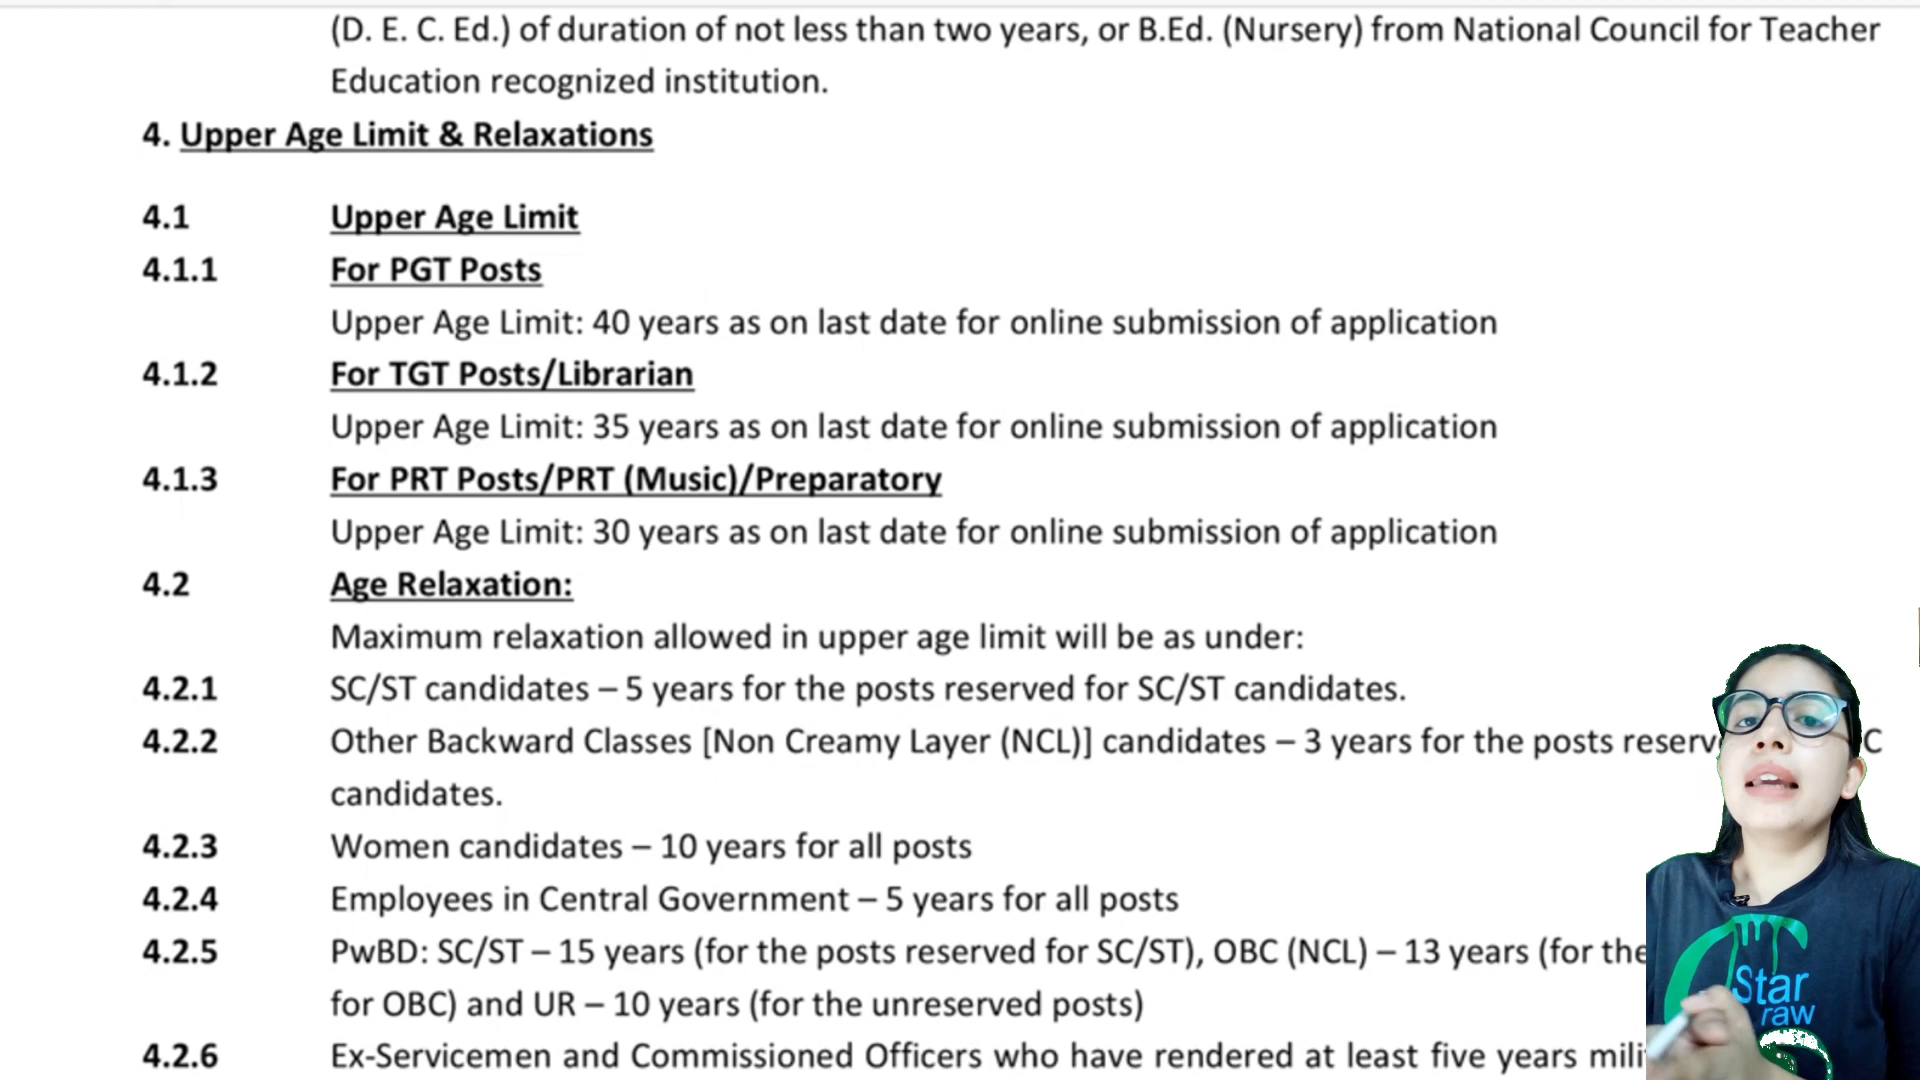 (D. E. C. Ed.) of duration of not less than two years, or B.Ed. (Nursery) from National Council for Teacher
Education recognized institution.
4. Upper Age Limit & Relaxations
4.1 Upper Age Limit
4.1.1 For PGT Posts
Upper Age Limit: 40 years as on last date for online submission of application
4.1.2 For TGT Posts/Librarian
Upper Age Limit: 35 years as on last date for online submission of application
4.1.3 For PRT Posts/PRT (Music)/Preparatory
Upper Age Limit: 30 years as on last date for online submission of application
4.2 Age Relaxation:
Maximum relaxation allowed in upper age limit will be as under:
4.2.1 SC/ST candidates – 5 years for the posts reserved for SC/ST candidates.
4.2.2 Other Backward Classes [Non Creamy Layer (NCL)] candidates – 3 years for the posts
candidates.
4.2.3 Women candidates – 10 years for all posts
4.2.4 Employees in Central Government – 5 years for all posts
4.2.5 PwBD: SC/ST – 15 years (for the posts reserved for SC/ST), OBC (NCL) – 13 years (for the
for OBC) and UR – 10 years (for the unreserved posts)
4.2.6 Ex-Servicemen and Commissioned Officers who have rendered at least five years
Star
raw